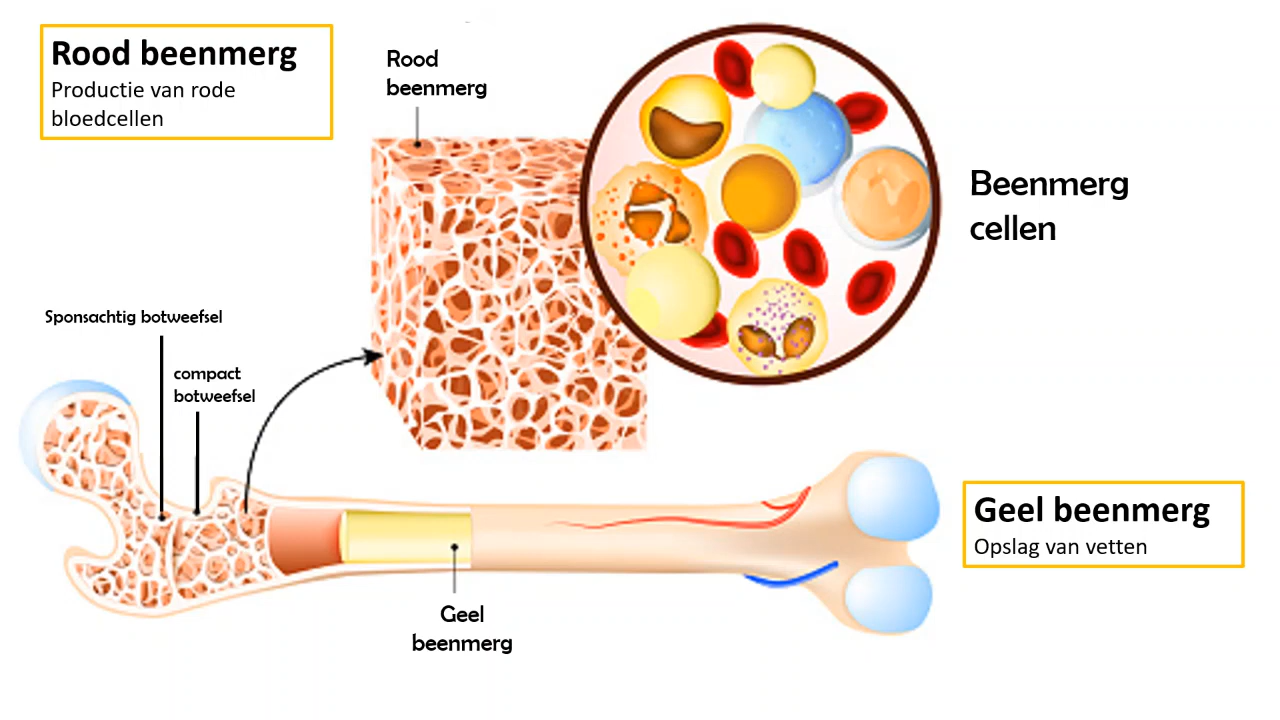 Rood beenmerg
Productie van rode
bloedcellen
Rood
beenmerg
Beenmerg
cellen
Sponsachtig botweefsel
compact
botweefsel
Geel beenmerg
Opslag van vetten
Geel
beenmerg